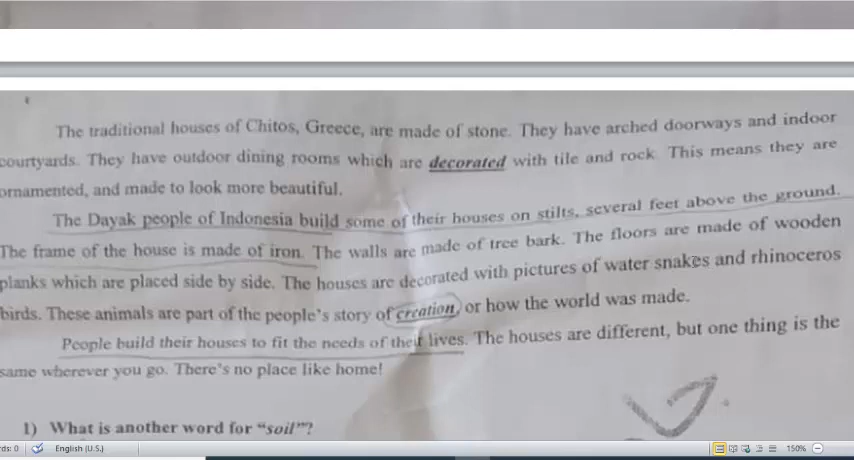 The traditional houses of Chitos, Greece, are made of stone. They have arched doorways and indoor
courtyards. They have outdoor dining rooms which are decorated with tile and rock. This means they are
ornamented, and made to look more beautiful.
The Dayak people of Indonesia build some of their houses on stilts, several feet above the ground.
The frame of the house is made of iron. The walls are made of tree bark. The floors are made of wooden
planks which are placed side by side. The houses are decorated with pictures of water snakes and rhinoceros
birds. These animals are part of the people's story of creation, or how the world was made.
People build their houses to fit the needs of their lives. The houses are different, but one thing is the
same wherever you go. There's no place like home!
1) What is another word for "soil"?
rds: 0 English (U.S.) 150%